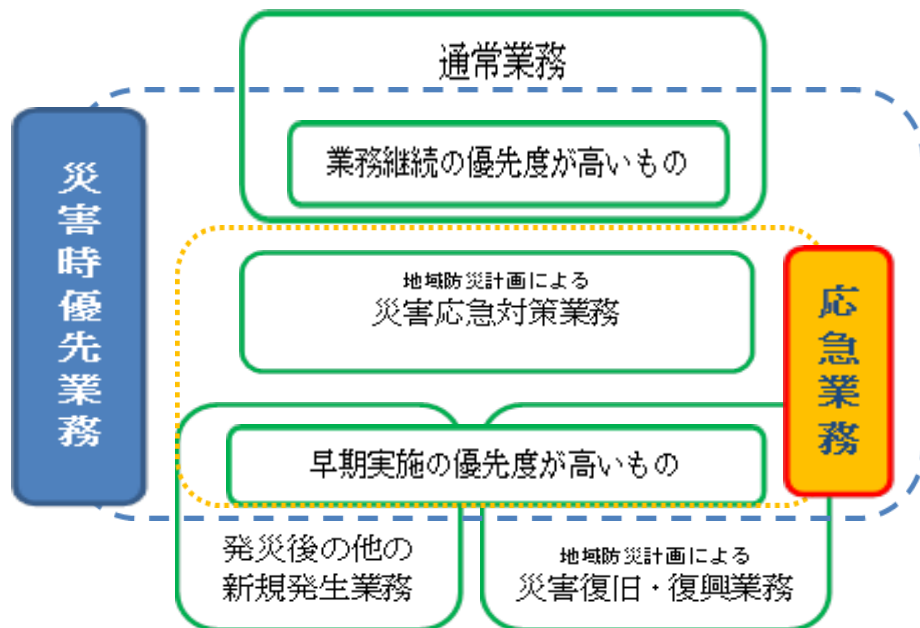 通常業務
業務継続の優先度が高いもの
災害時優先業務
地域防災計画による
災害応急対策業務
応急業務
早期実施の優先度が高いもの
発災後の他の
新規発生業務
地域防災計画による
災害復旧・復興業務